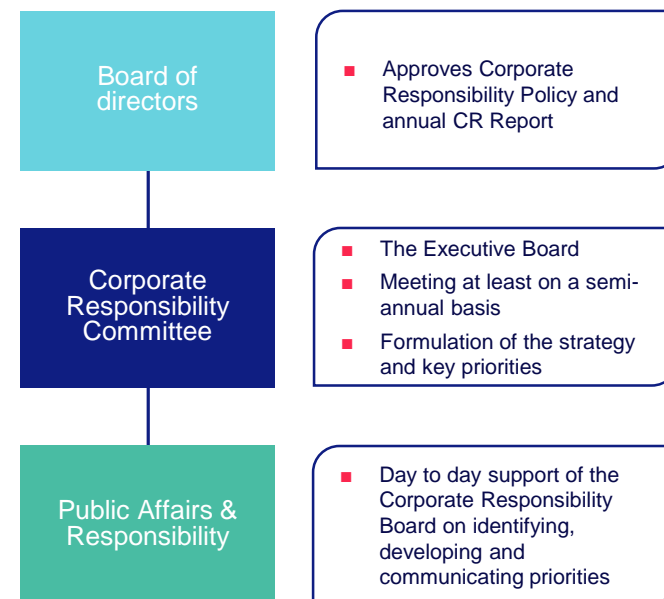 Board of
directors
■ Approves Corporate
Responsibility Policy and
annual CR Report
Corporate
Responsibility
Committee
■ The Executive Board
■ Meeting at least on a semi-
annual basis
■ Formulation of the strategy
and key priorities
Public Affairs &
Responsibility
■ Day to day support of the
Corporate Responsibility
Board on identifying,
developing and
communicating priorities